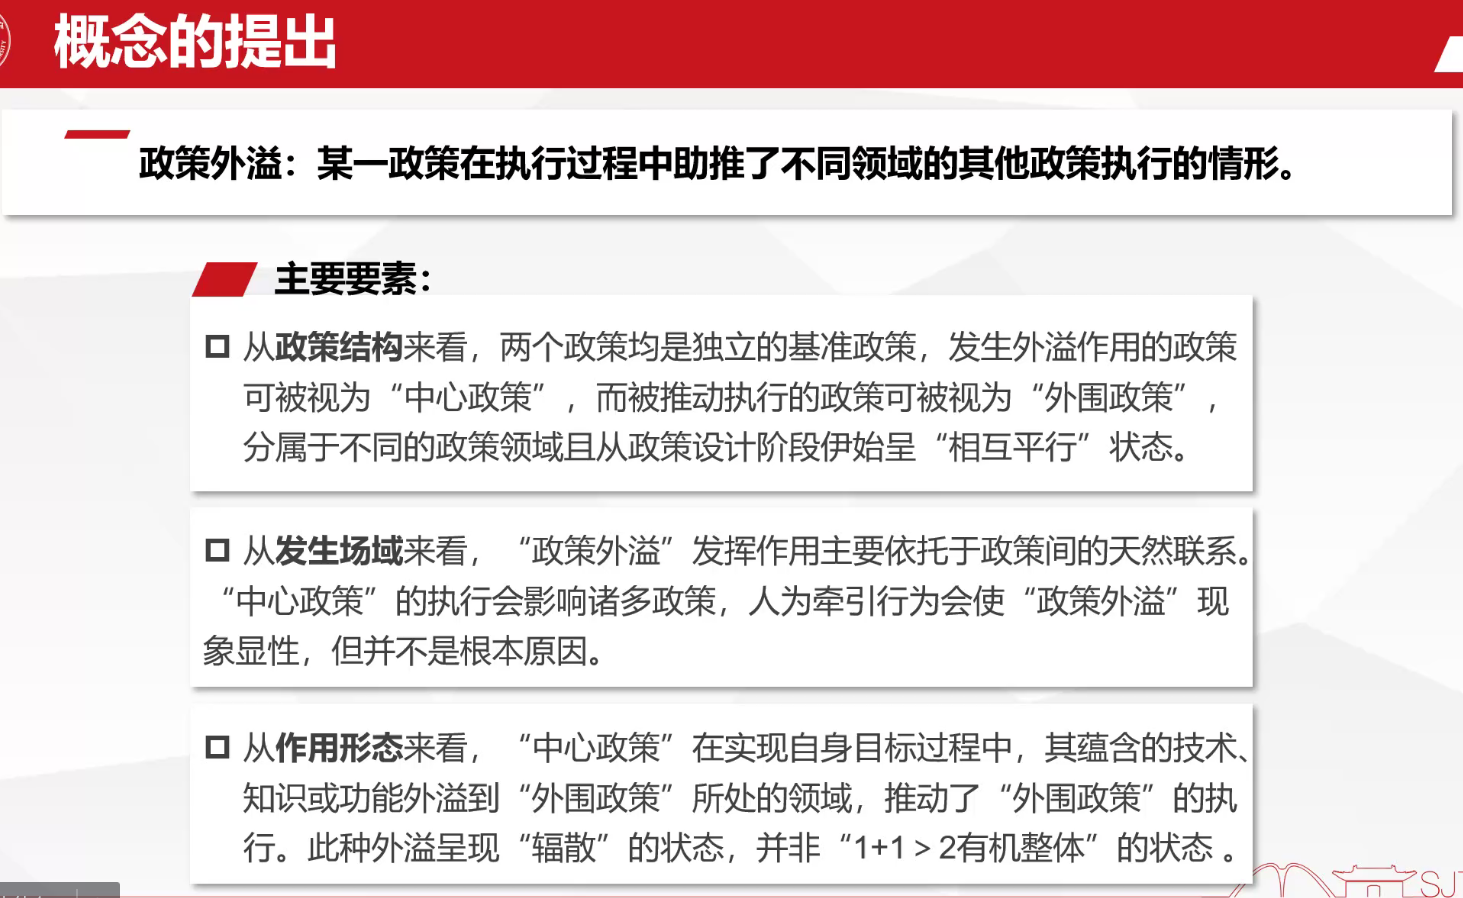 概念的提出
政策外溢：某一政策在执行过程中助推了不同领域的其他政策执行的情形。
主要要素：
从政策结构来看，两个政策均是独立的基准政策，发生外溢作用的政策
可被视为“中心政策”，而被推动执行的政策可被视为“外围政策”，
分属于不同的政策领域且从政策设计阶段伊始呈“相互平行”状态。
从发生场域来看，“政策外溢”发挥作用主要依托于政策间的天然联系。
“中心政策”的执行会影响诸多政策，人为牵引行为会使“政策外溢”现
象显性，但并不是根本原因。
从作用形态来看，“中心政策”在实现自身目标过程中，其蕴含的技术、
知识或功能外溢到“外围政策”所处的领域，推动了“外围政策”的执
行。此种外溢呈现“辐散”的状态，并非“1+1＞2有机整体”的状态 。